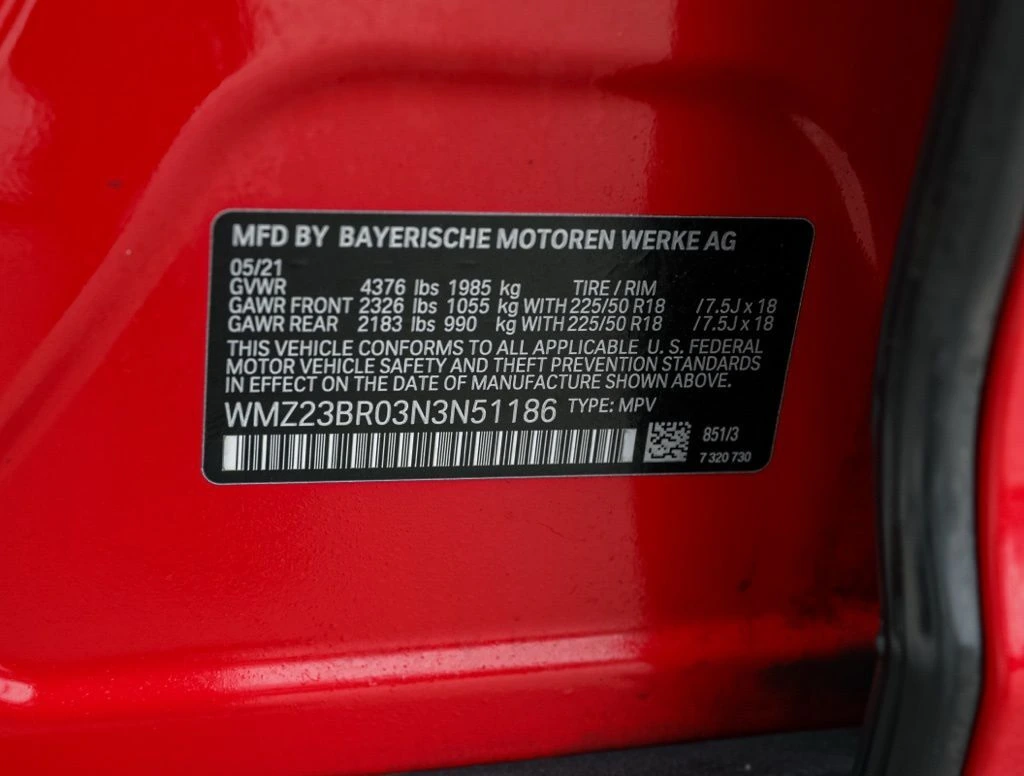 MFD BY BAYERISCHE MOTOREN WERKE AG
05/21
GVWR 4376 lbs 1985 kg TIRE / RIM
GAWR FRONT 2326 lbs 1055 kg WITH 225/50 R18 /7.5J x 18
GAWR REAR 2183 lbs 990 kg WITH 225/50 R18 /7.5J x 18
THIS VEHICLE CONFORMS TO ALL APPLICABLE U. S. FEDERAL
MOTOR VEHICLE SAFETY AND THEFT PREVENTION STANDARDS
IN EFFECT ON THE DATE OF MANUFACTURE SHOWN ABOVE.
WMZ23BR03N3N51186 TYPE: MPV
851/3
7 320 730